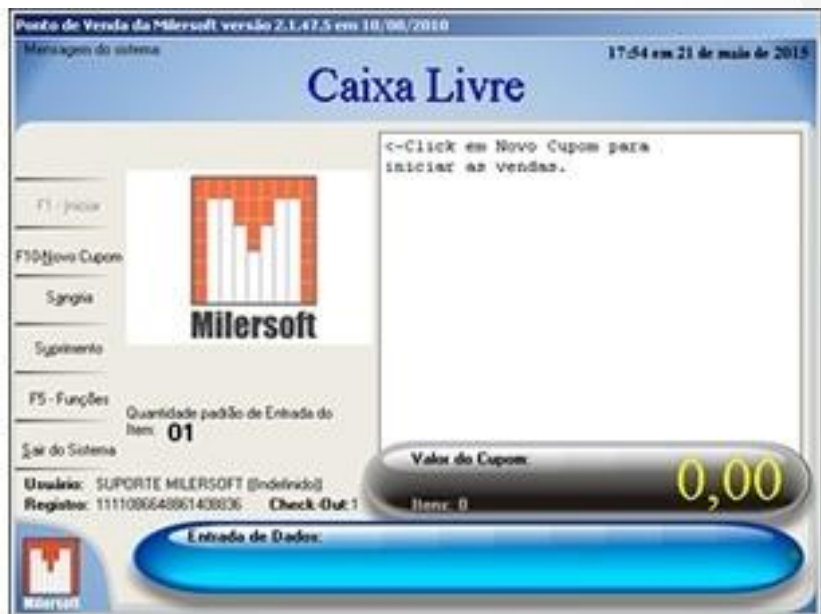 Ponto de Venda da Milersoft versão 2.1.47.5 em 10/08/2010
Mensagem do sistema
17:54 em 21 de maio de 2015
Caixa Livre
<-Click em Novo Cupom para
iniciar as vendas.
F1 - Iniciar
F10-Novo Cupom
Sangria
Suprimento
F5 - Funções
Sair do Sistema
Milersoft
Quantidade padrão de Entrada do
Item: 01
Usuário: SUPORTE MILERSOFT (Indefinido)
Registro: Check-Out: 1
Valor do Cupom:
0,00
Itens: 0
Entrada de Dados:
Milersoft